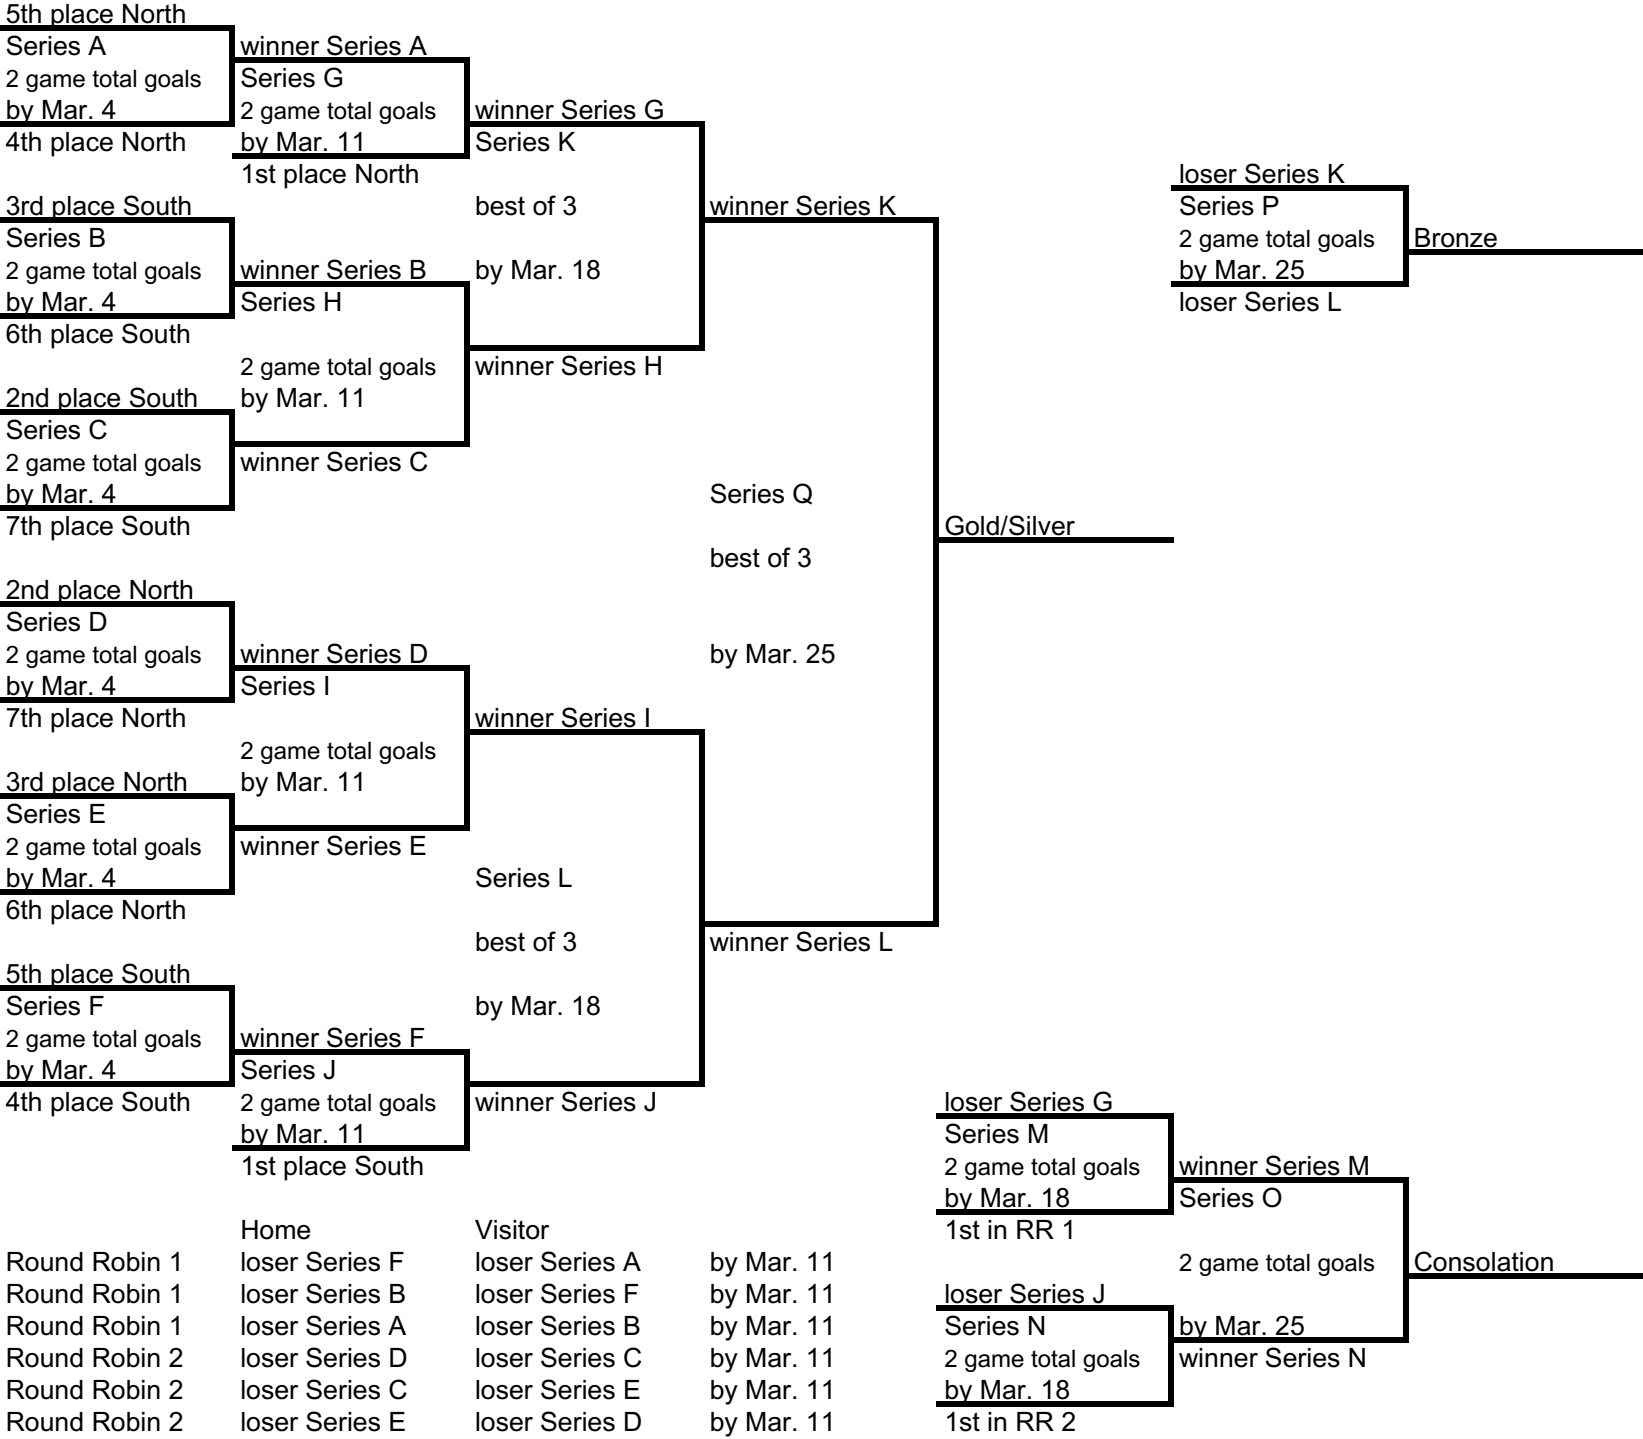 5th place North
Series A
2 game total goals
by Mar. 4
4th place North
winner Series A
Series G
2 game total goals
by Mar. 11
1st place North
winner Series G
Series K
best of 3
by Mar. 18
winner Series H
3rd place South
Series B
2 game total goals
by Mar. 4
6th place South
winner Series B
Series H
2 game total goals
by Mar. 11
winner Series C
2nd place South
Series C
2 game total goals
by Mar. 4
7th place South
winner Series K
Series Q
best of 3
by Mar. 25
winner Series L
Gold/Silver
loser Series K
Series P
2 game total goals
by Mar. 25
loser Series L
Bronze
2nd place North
Series D
2 game total goals
by Mar. 4
7th place North
winner Series D
Series I
2 game total goals
by Mar. 11
winner Series E
3rd place North
Series E
2 game total goals
by Mar. 4
6th place North
winner Series I
Series L
best of 3
by Mar. 18
winner Series J
5th place South
Series F
2 game total goals
by Mar. 4
4th place South
winner Series F
Series J
2 game total goals
by Mar. 11
1st place South
loser Series G
Series M
2 game total goals
by Mar. 18
1st in RR 1
winner Series M
Series O
2 game total goals
by Mar. 25
winner Series N
Consolation
loser Series J
Series N
2 game total goals
by Mar. 18
1st in RR 2
Home Visitor
Round Robin 1 loser Series F loser Series A by Mar. 11
Round Robin 1 loser Series B loser Series F by Mar. 11
Round Robin 1 loser Series A loser Series B by Mar. 11
Round Robin 2 loser Series D loser Series C by Mar. 11
Round Robin 2 loser Series C loser Series E by Mar. 11
Round Robin 2 loser Series E loser Series D by Mar. 11